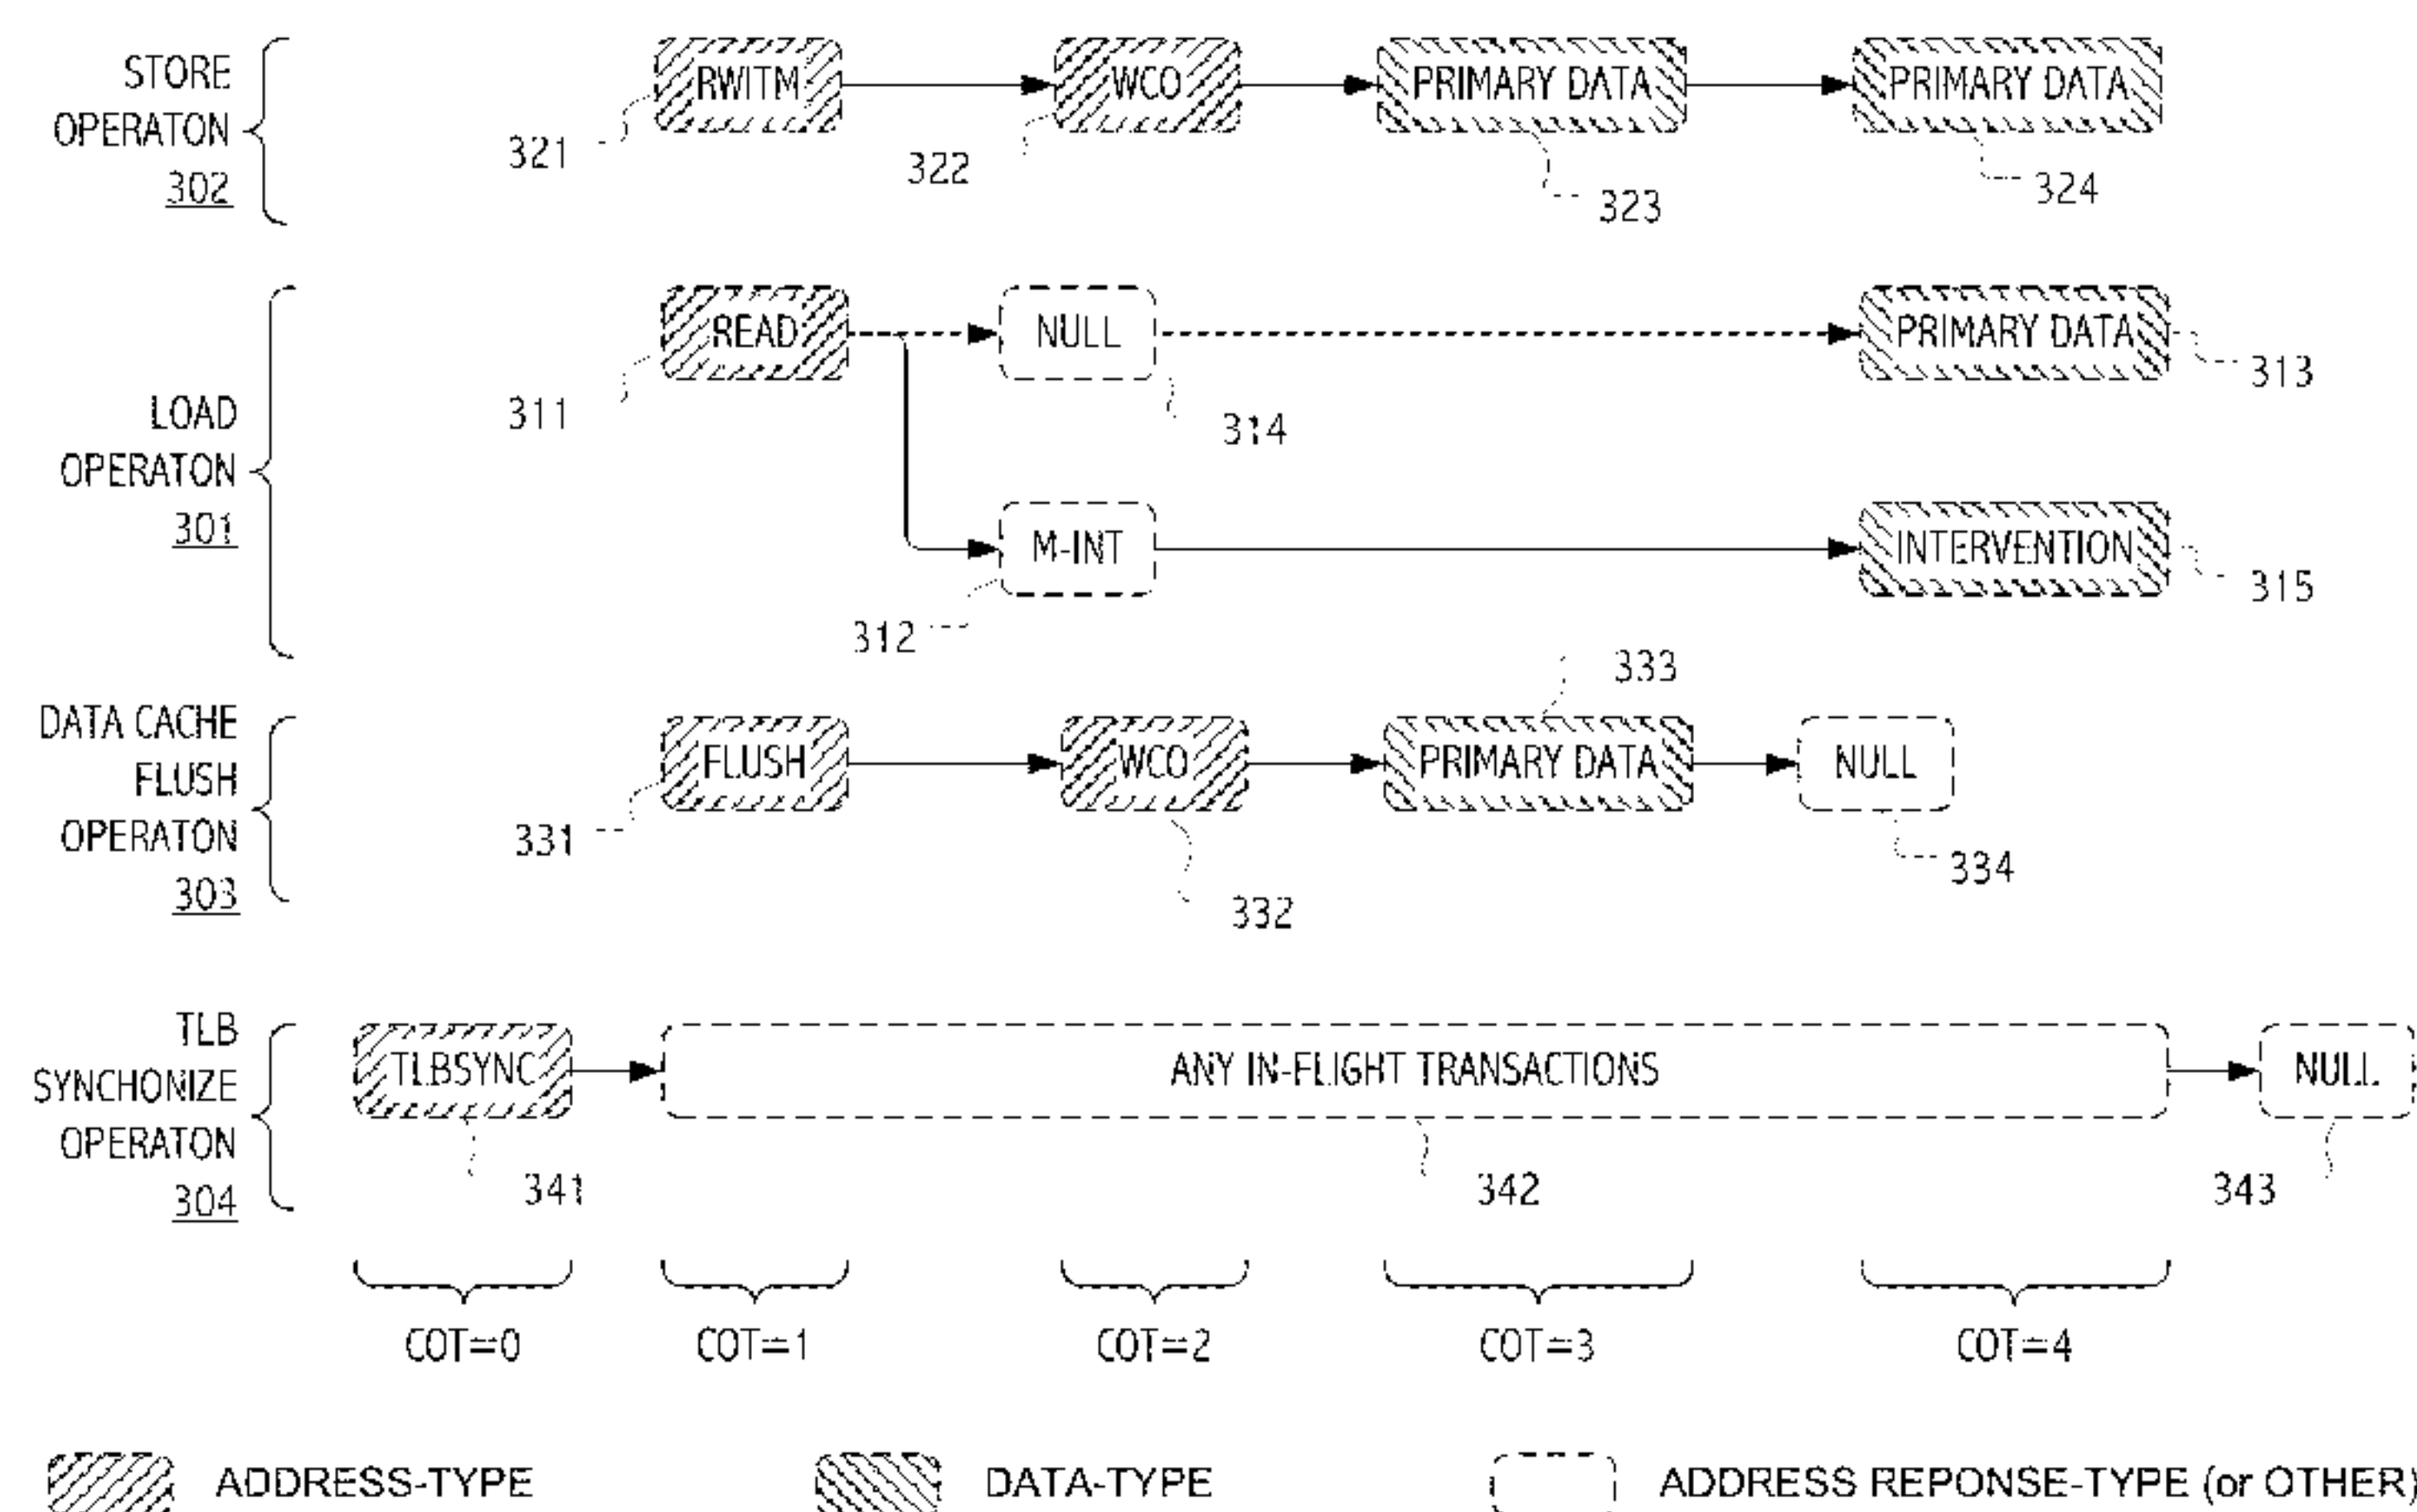 STORE
OPERATON
302
RWITM
WCO
PRIMARY DATA
PRIMARY DATA
321
322
323
324
LOAD
OPERATON
301
READ
NULL
PRIMARY DATA
313
311
314
M-INT
INTERVENTION
315
312
DATA CACHE
FLUSH
OPERATON
303
333
FLUSH
WCO
PRIMARY DATA
NULL
331
332
334
TLB
SYNCHONIZE
OPERATON
304
TLBSYNC
ANY IN-FLIGHT TRANSACTIONS
NULL
341
342
343
COT=0
COT=1
COT=2
COT=3
COT=4
ADDRESS-TYPE
DATA-TYPE
ADDRESS REPONSE-TYPE (or OTHER)